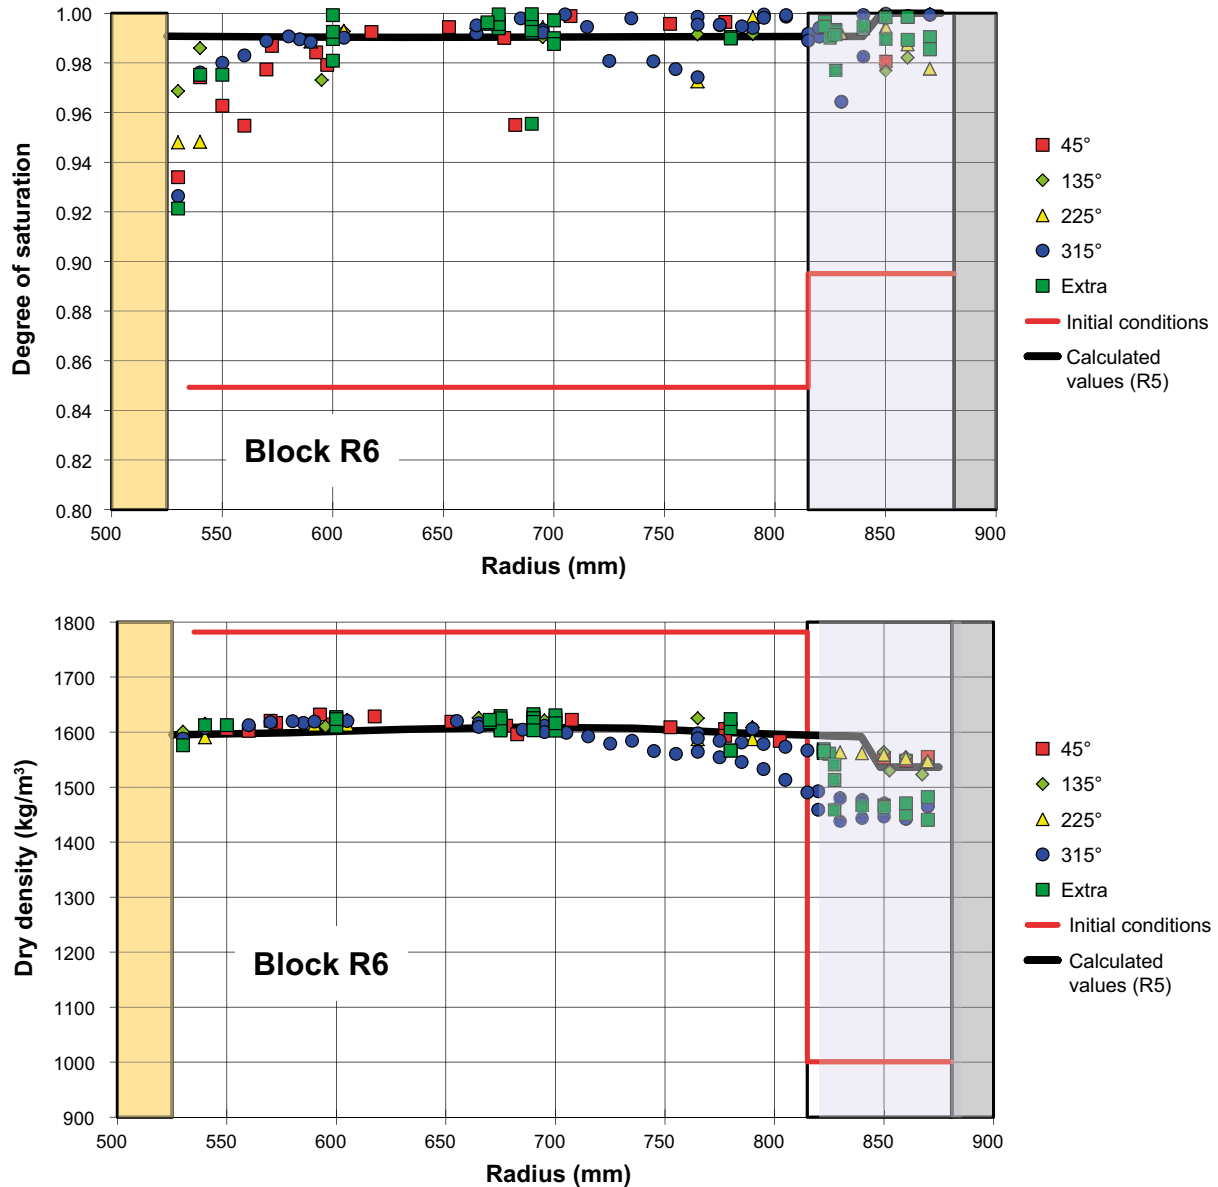 1.00
0.98
0.96
0.94
0.92
0.90
0.88
0.86
0.84
0.82
0.80
Degree of saturation
Block R6
500 550 600 650 700 750 800 850 900
Radius (mm)
45°
135°
225°
315°
Extra
Initial conditions
Calculated
values (R5)
1800
1700
1600
1500
1400
1300
1200
1100
1000
900
Dry density (kg/m³)
Block R6
500 550 600 650 700 750 800 850 900
Radius (mm)
45°
135°
225°
315°
Extra
Initial conditions
Calculated
values (R5)